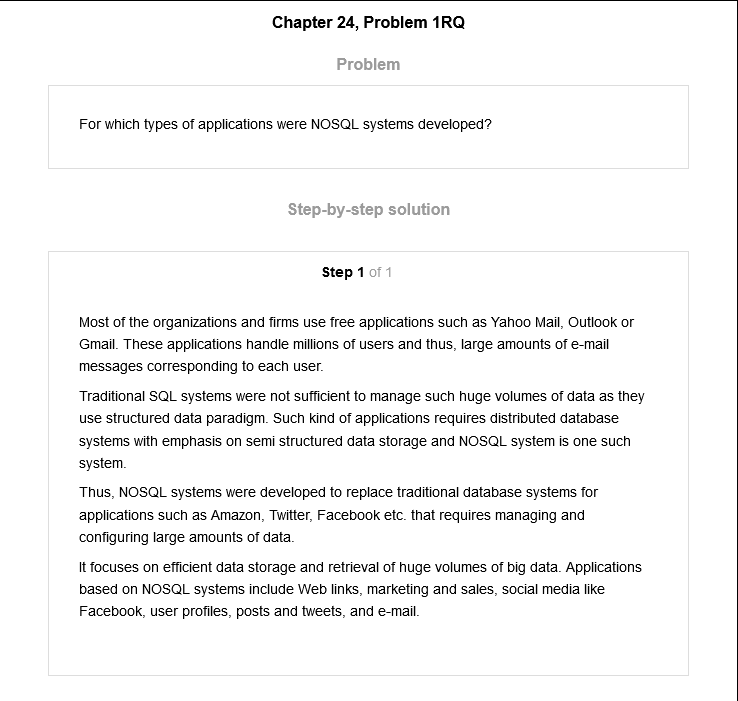 Chapter 24, Problem 1RQ
Problem
For which types of applications were NOSQL systems developed?
Step-by-step solution
Step 1 of 1
Most of the organizations and firms use free applications such as Yahoo Mail, Outlook or
Gmail. These applications handle millions of users and thus, large amounts of e-mail
messages corresponding to each user.
Traditional SQL systems were not sufficient to manage such huge volumes of data as they
use structured data paradigm. Such kind of applications requires distributed database
systems with emphasis on semi structured data storage and NOSQL system is one such
system.
Thus, NOSQL systems were developed to replace traditional database systems for
applications such as Amazon, Twitter, Facebook etc. that requires managing and
configuring large amounts of data.
It focuses on efficient data storage and retrieval of huge volumes of big data. Applications
based on NOSQL systems include Web links, marketing and sales, social media like
Facebook, user profiles, posts and tweets, and e-mail.